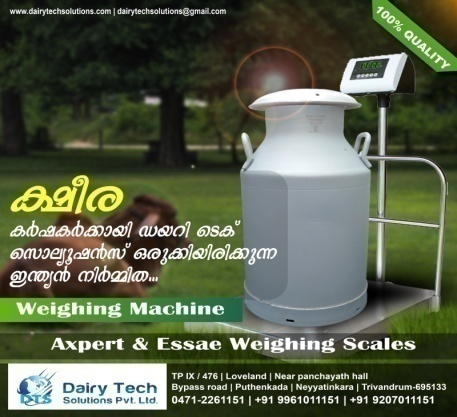 www.dairytechsolutions.com | dairytechsolutions@gmail.com
100% QUALITY
ക്ഷീര
കർഷകർക്കായി ഡയറി ടെക്
സൊല്യൂഷൻസ് ഒരുക്കിയിരിക്കുന്ന
ഇന്ത്യൻ നിർമ്മിത...
Weighing Machine
Axpert & Essae Weighing Scales
DTS
Dairy Tech
Solutions Pvt. Ltd.
TP IX / 476 | Loveland | Near panchayath hall
Bypass road | Puthenkada | Neyyatinkara | Trivandrum-695133
0471-2261151 | +91 9961011151 | +91 9207011151